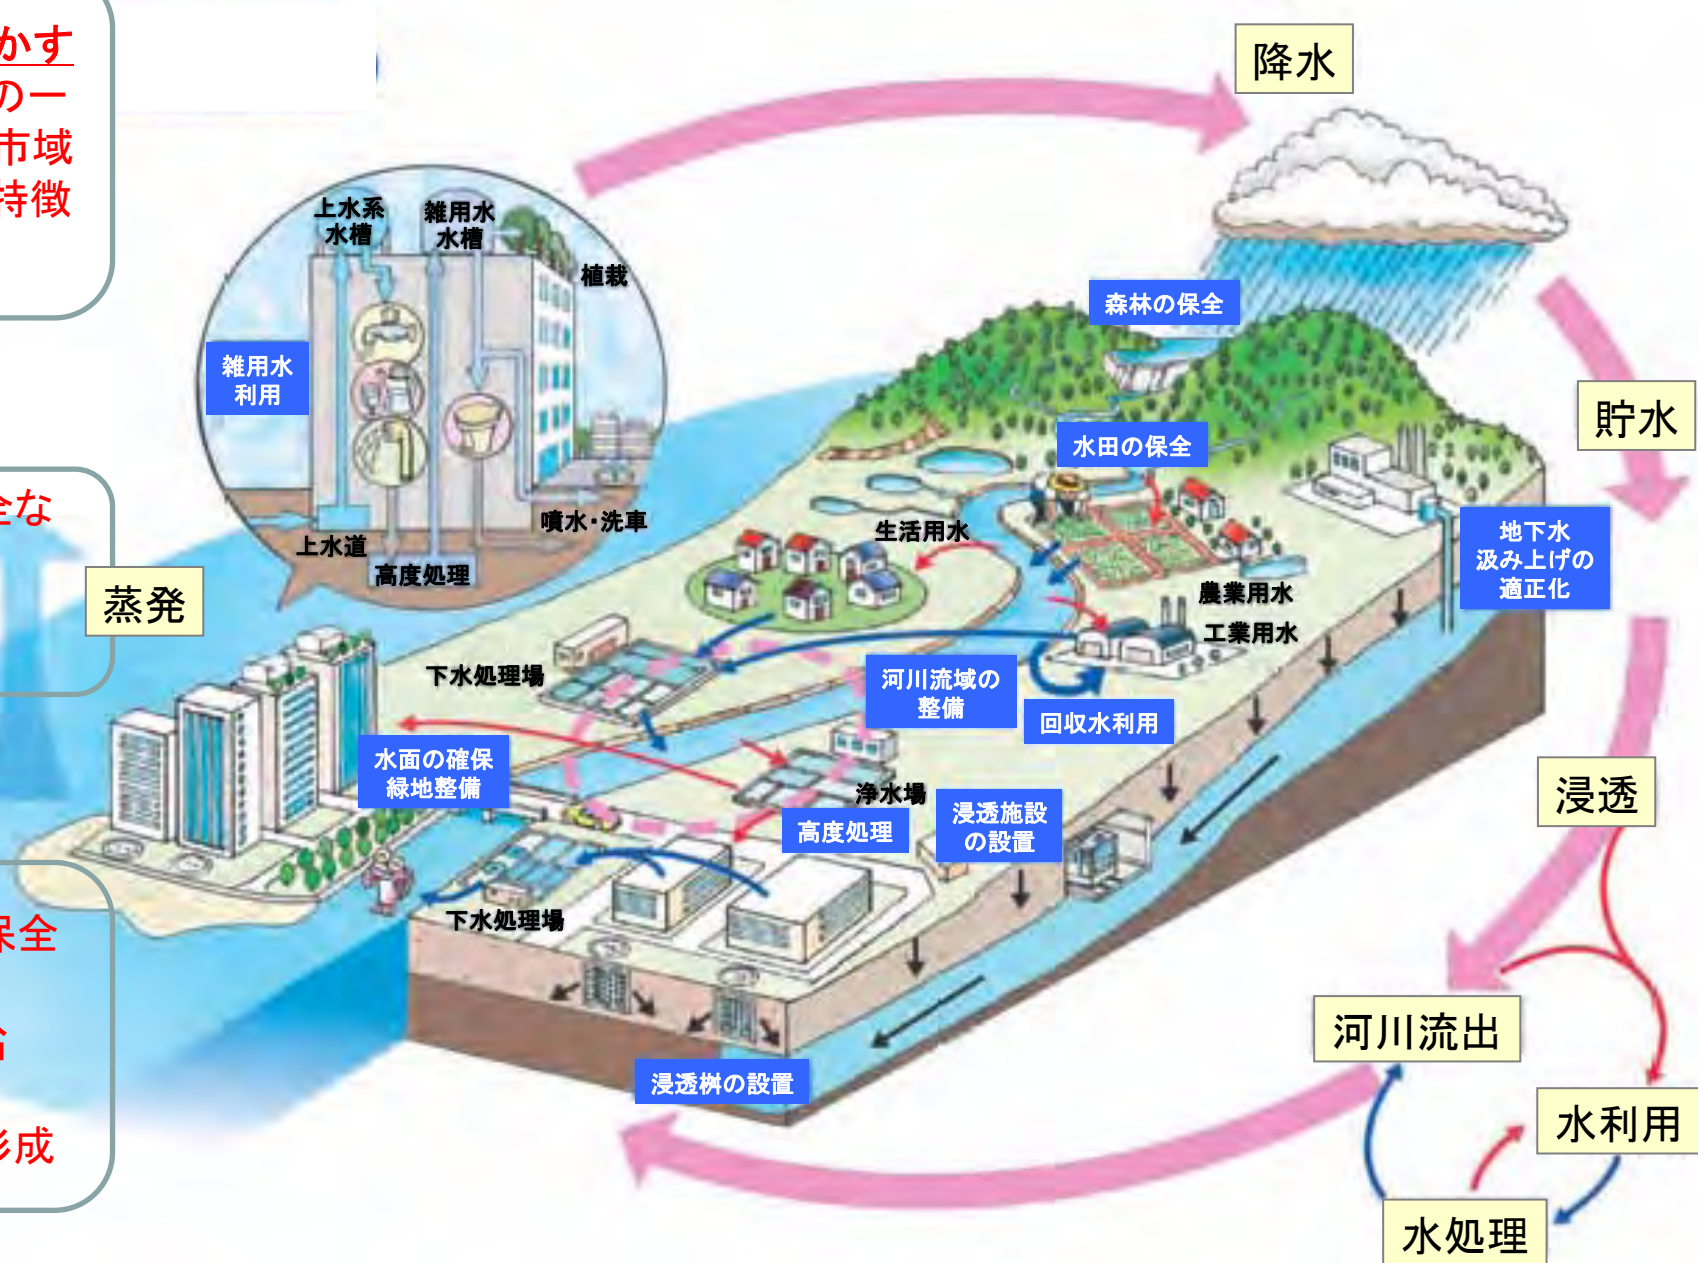 かす
の一
市域
特徴
全な
保全
形成
降水
上水系
水槽
雑用水
水槽
植栽
雑用水
利用
噴水・洗車
上水道
高度処理
森林の保全
貯水
水田の保全
生活用水
地下水
汲み上げの
適正化
蒸発
農業用水
工業用水
下水処理場
河川流域の
整備
回収水利用
水面の確保
緑地整備
浄水場
高度処理
浸透施設
の設置
浸透
下水処理場
浸透桝の設置
河川流出
水利用
水処理